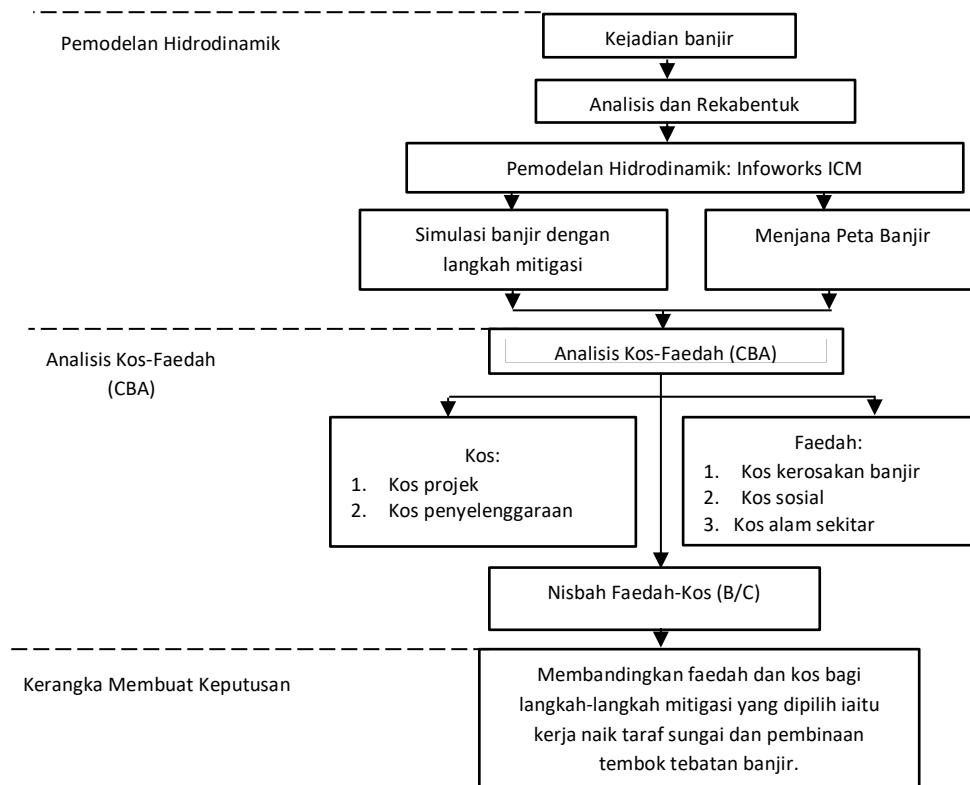 Pemodelan Hidrodinamik
Kejadian banjir
Analisis dan Rekabentuk
Pemodelan Hidrodinamik: Infoworks ICM
Simulasi banjir dengan
langkah mitigasi
Menjana Peta Banjir
Analisis Kos-Faedah
(CBA)
Analisis Kos-Faedah (CBA)
Kos:
1. Kos projek
2. Kos penyelenggaraan
Faedah:
1. Kos kerosakan banjir
2. Kos sosial
3. Kos alam sekitar
Nisbah Faedah-Kos (B/C)
Kerangka Membuat Keputusan
Membandingkan faedah dan kos bagi
langkah-langkah mitigasi yang dipilih iaitu
kerja naik taraf sungai dan pembinaan
tembok tebatan banjir.